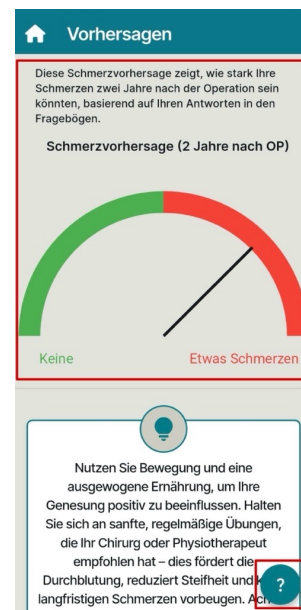 Vorhersagen
Diese Schmerzvorhersage zeigt, wie stark Ihre
Schmerzen zwei Jahre nach der Operation sein
könnten, basierend auf Ihren Antworten in den
Fragebögen.
Schmerzvorhersage (2 Jahre nach OP)
Keine
Etwas Schmerzen
Nutzen Sie Bewegung und eine
ausgewogene Ernährung, um Ihre
Genesung positiv zu beeinflussen. Halten
Sie sich an sanfte, regelmäßige Übungen,
die Ihr Chirurg oder Physiotherapeut
empfohlen hat – dies fördert die
Durchblutung, reduziert Steifheit und
langfristigen Schmerzen vorbeugen.
?